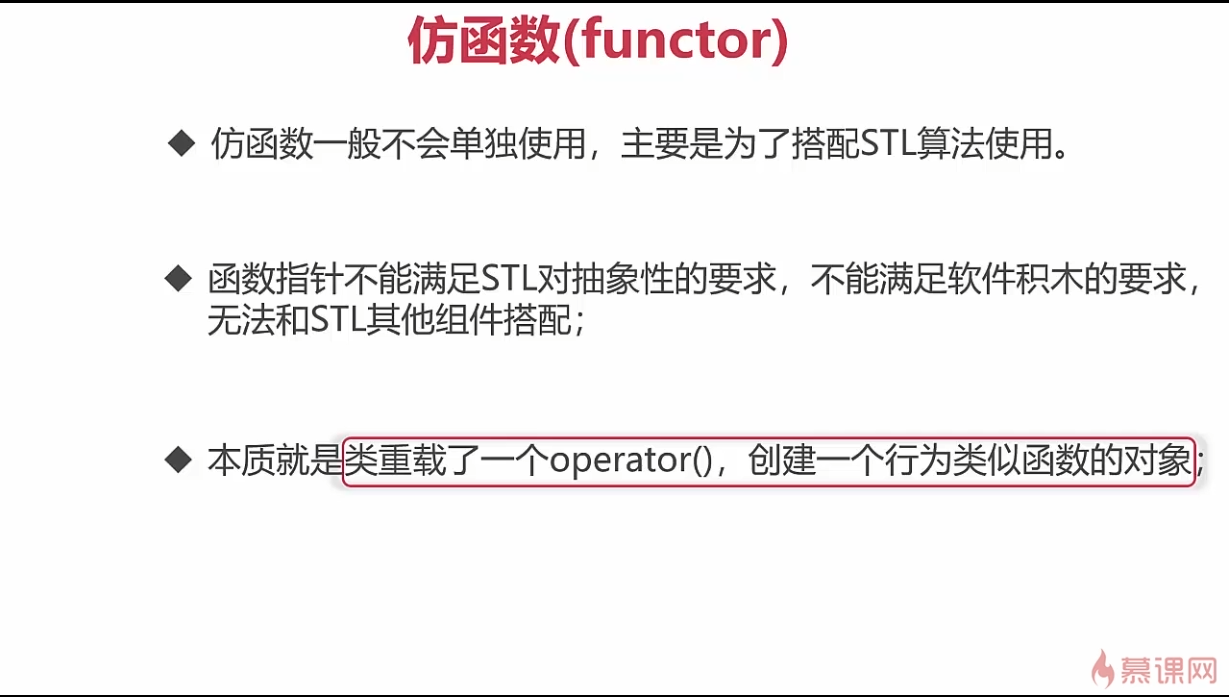 仿函数(functor)
◆ 仿函数一般不会单独使用，主要是为了搭配STL算法使用。
◆ 函数指针不能满足STL对抽象性的要求，不能满足软件积木的要求，
无法和STL其他组件搭配；
◆ 本质就是类重载了一个operator()，创建一个行为类似函数的对象；
慕课网